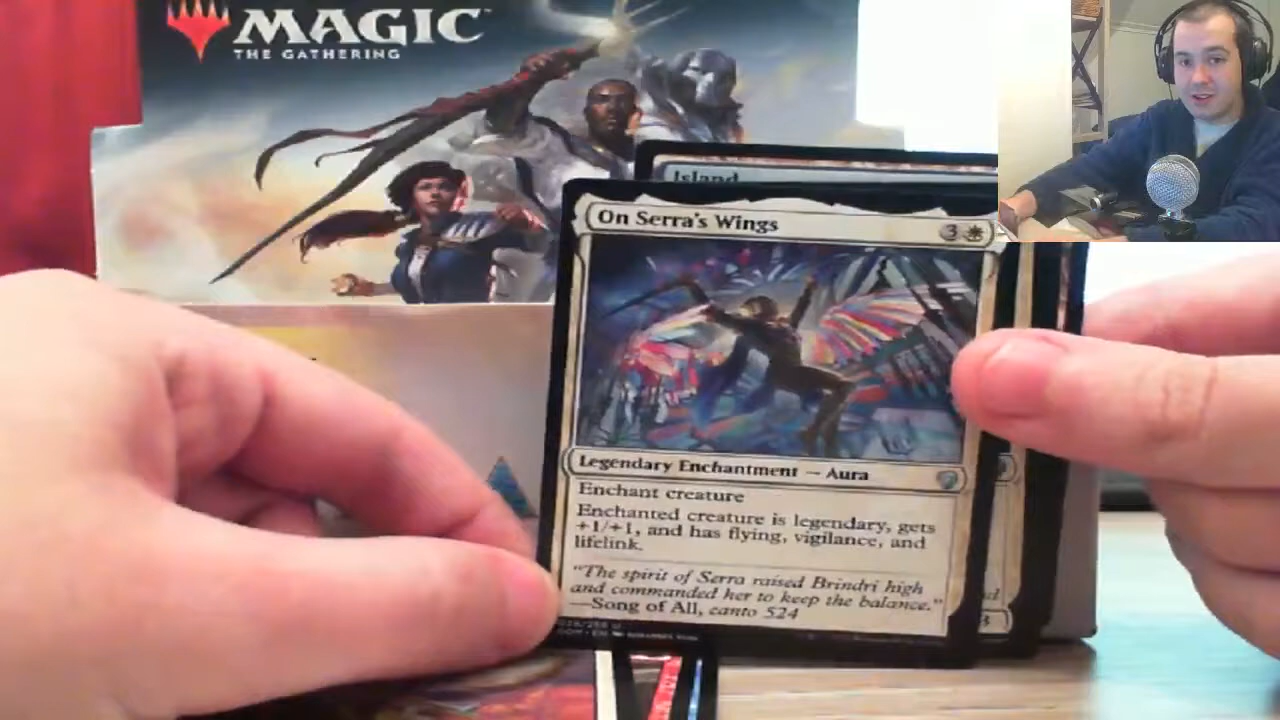 MAGIC
THE GATHERING
Island
On Serra's Wings
3
Legendary Enchantment — Aura
Enchant creature
Enchanted creature is legendary, gets
+1/+1, and has flying, vigilance, and
lifelink.
"The spirit of Serra raised Brindri high
and commanded her to keep the balance."
—Song of All, canto 524